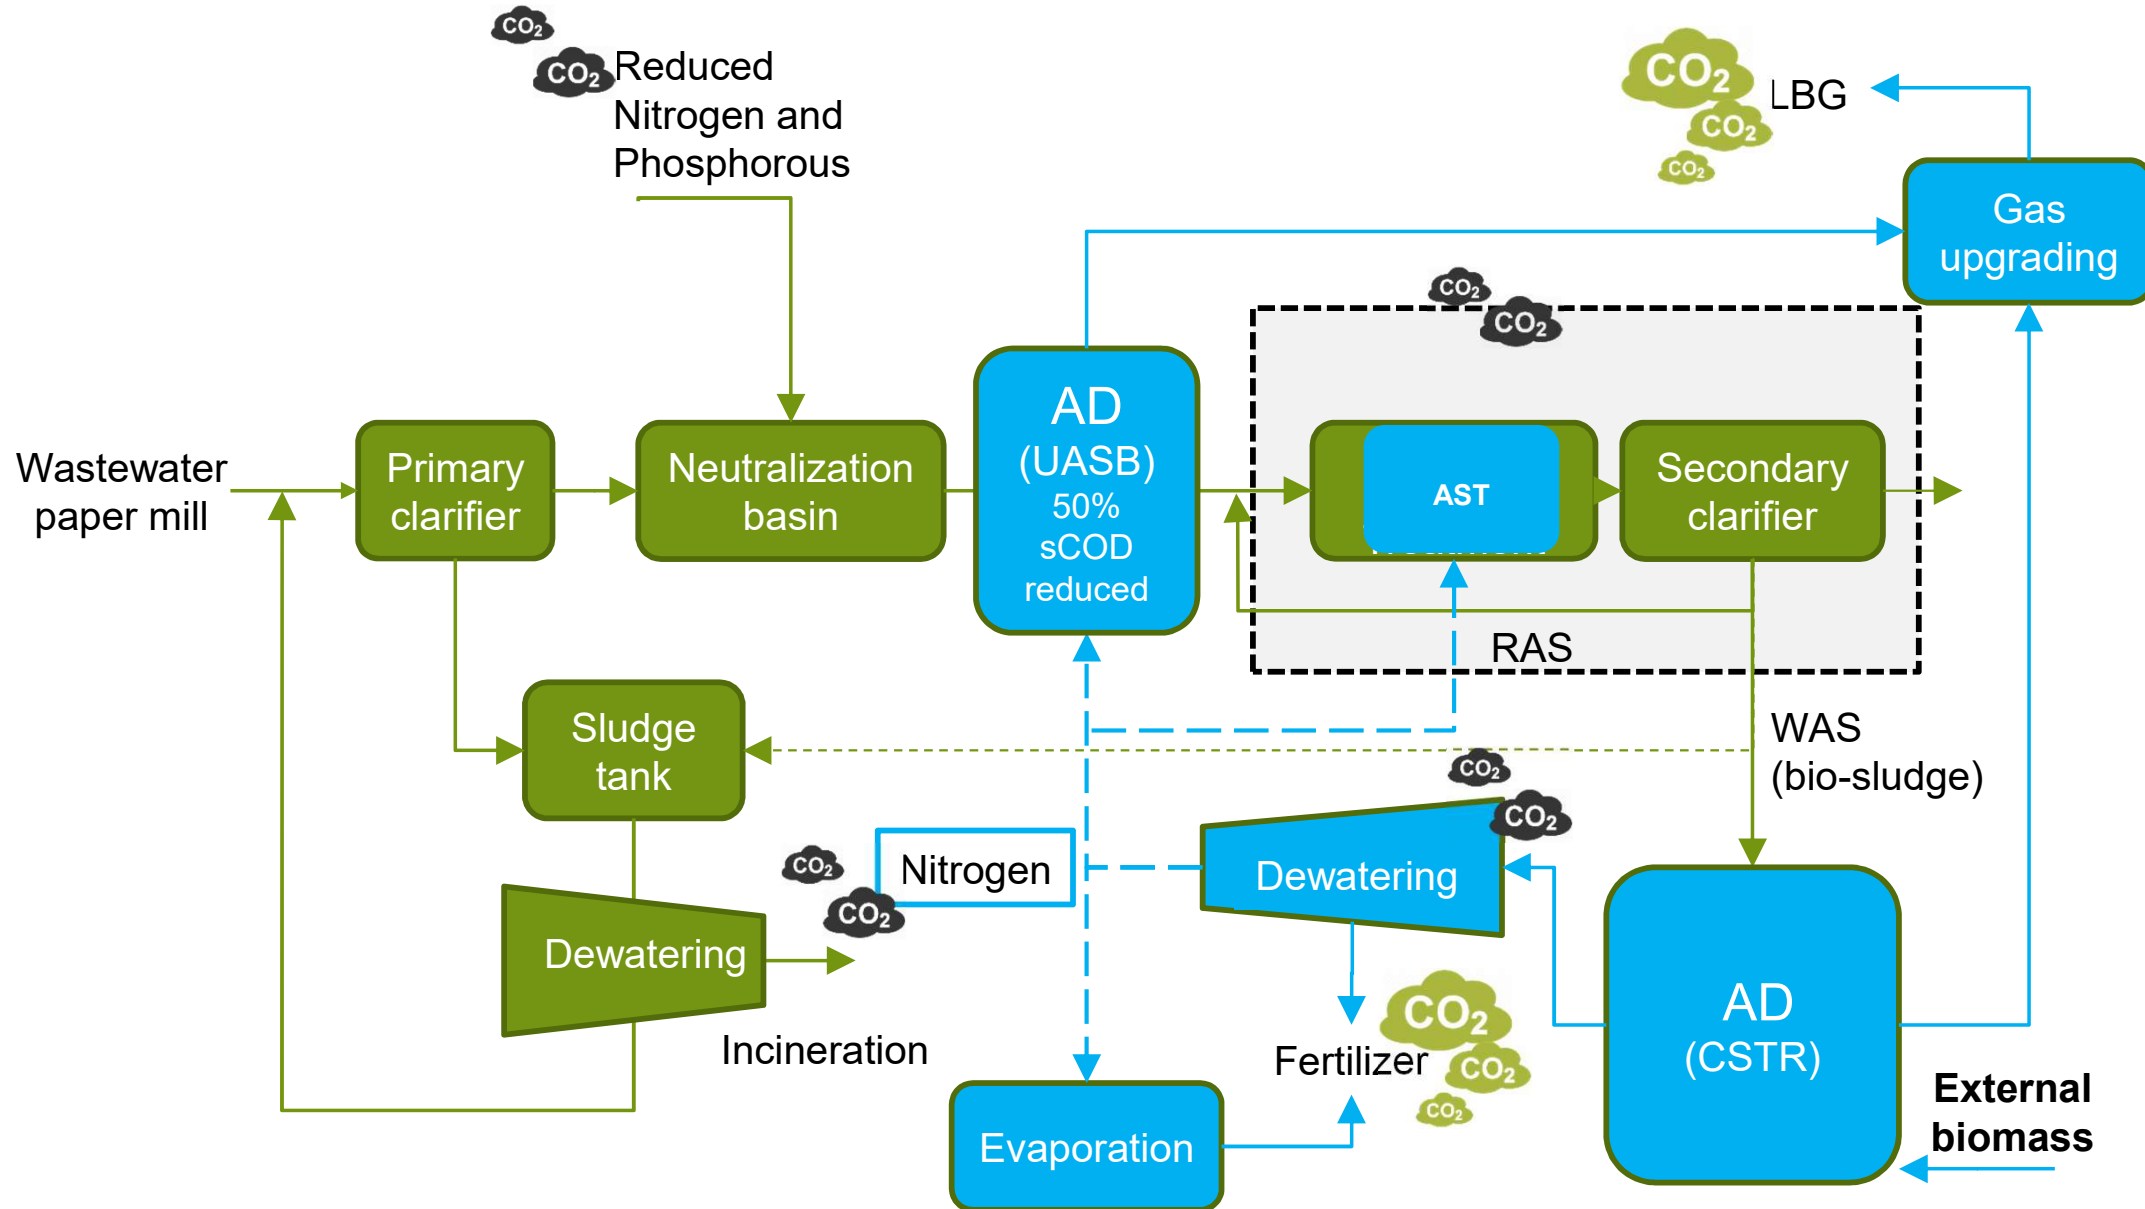 CO2
CO2
Reduced
Nitrogen and
Phosphorous
CO2
CO2
CO2
LBG
Gas
upgrading
CO2
CO2
Wastewater
paper mill
Primary
clarifier
Neutralization
basin
AD
(UASB)
50%
sCOD
reduced
AST
Secondary
clarifier
RAS
Sludge
tank
WAS
(bio-sludge)
CO2
CO2
Dewatering
CO2
CO2
Nitrogen
Dewatering
Incineration
Fertilizer
CO2
CO2
CO2
Evaporation
AD
(CSTR)
External
biomass